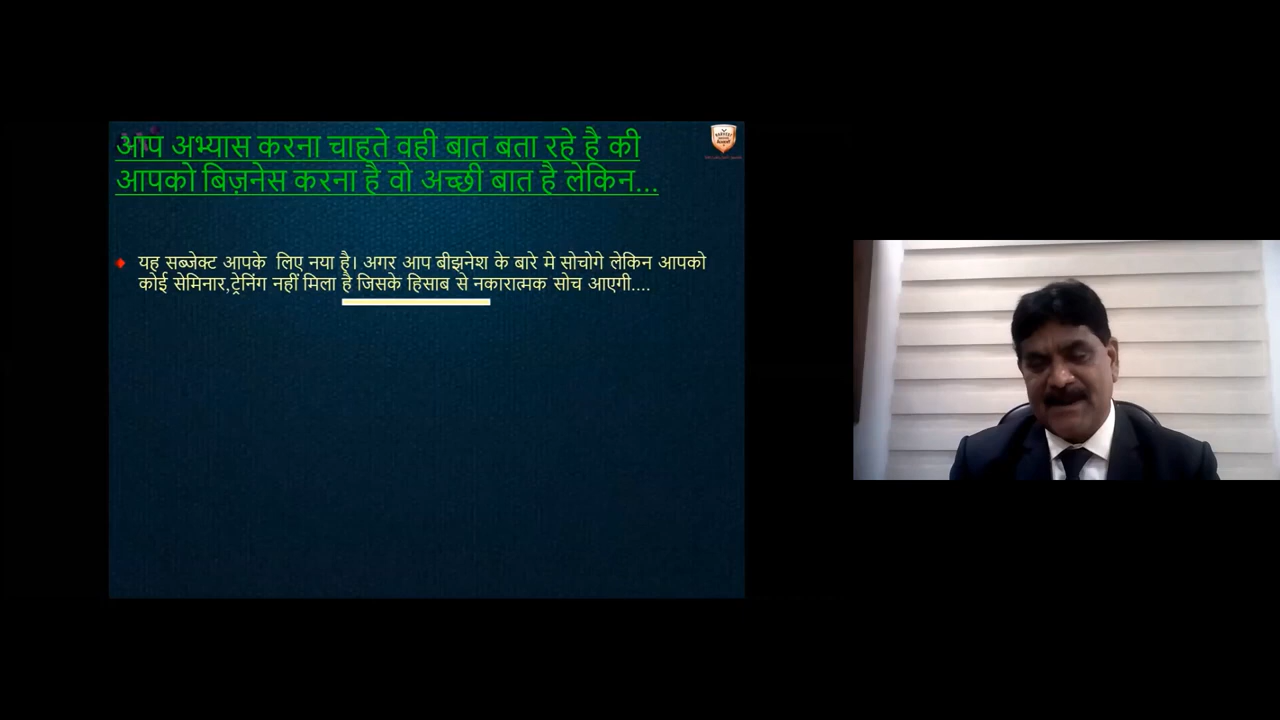 आप अभ्यास करना चाहते वही बात बता रहे है की
आपको बिज़नेस करना है वो अच्छी बात है लेकिन...
यह सब्जेक्ट आपके लिए नया है। अगर आप बीझनेश के बारे मे सोचोगे लेकिन आपको
कोई सेमिनार,ट्रेनिंग नहीं मिला है जिसके हिसाब से नकारात्मक सोच आएगी....